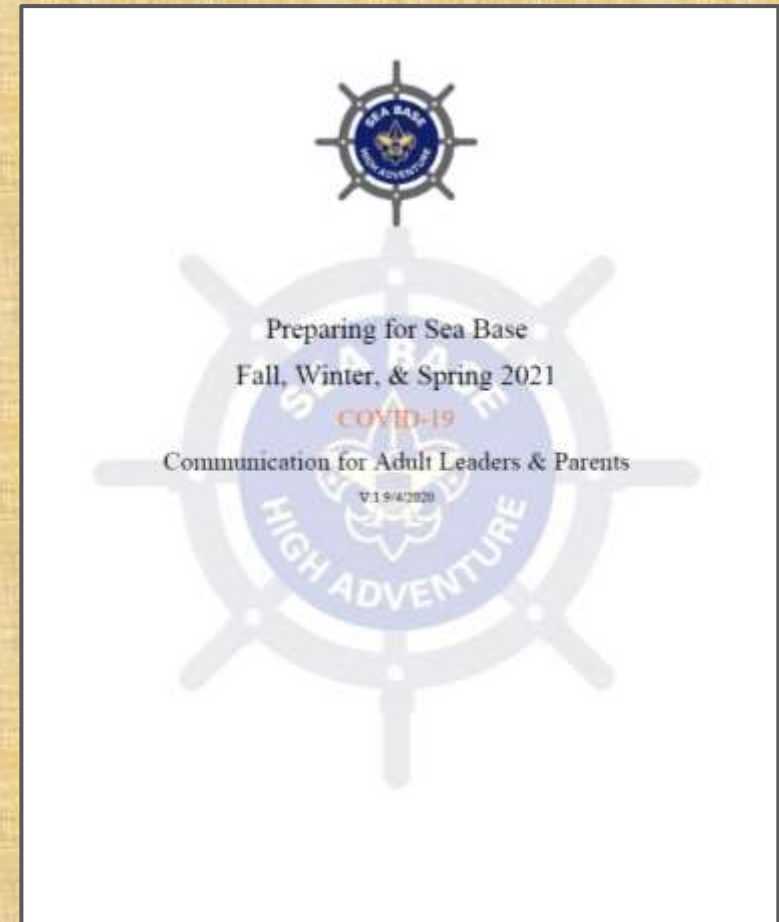 SEA BASE
HIGH ADVENTURE
Preparing for Sea Base
Fall, Winter, & Spring 2021
COVID-19
Communication for Adult Leaders & Parents
V.1 9/4/2020
SEA BASE
HIGH ADVENTURE